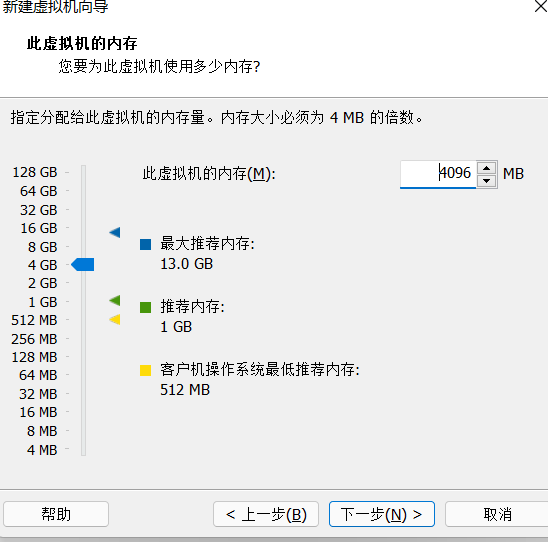 新建虚拟机向导
此虚拟机的内存
您要为此虚拟机使用多少内存?
指定分配给此虚拟机的内存量。内存大小必须为 4 MB 的倍数。
128 GB
64 GB
32 GB
16 GB
8 GB
4 GB
2 GB
1 GB
512 MB
256 MB
128 MB
64 MB
32 MB
16 MB
8 MB
4 MB
此虚拟机的内存(M): 4096 MB
最大推荐内存:
13.0 GB
推荐内存:
1 GB
客户机操作系统最低推荐内存:
512 MB
帮助 < 上一步(B) 下一步(N) > 取消